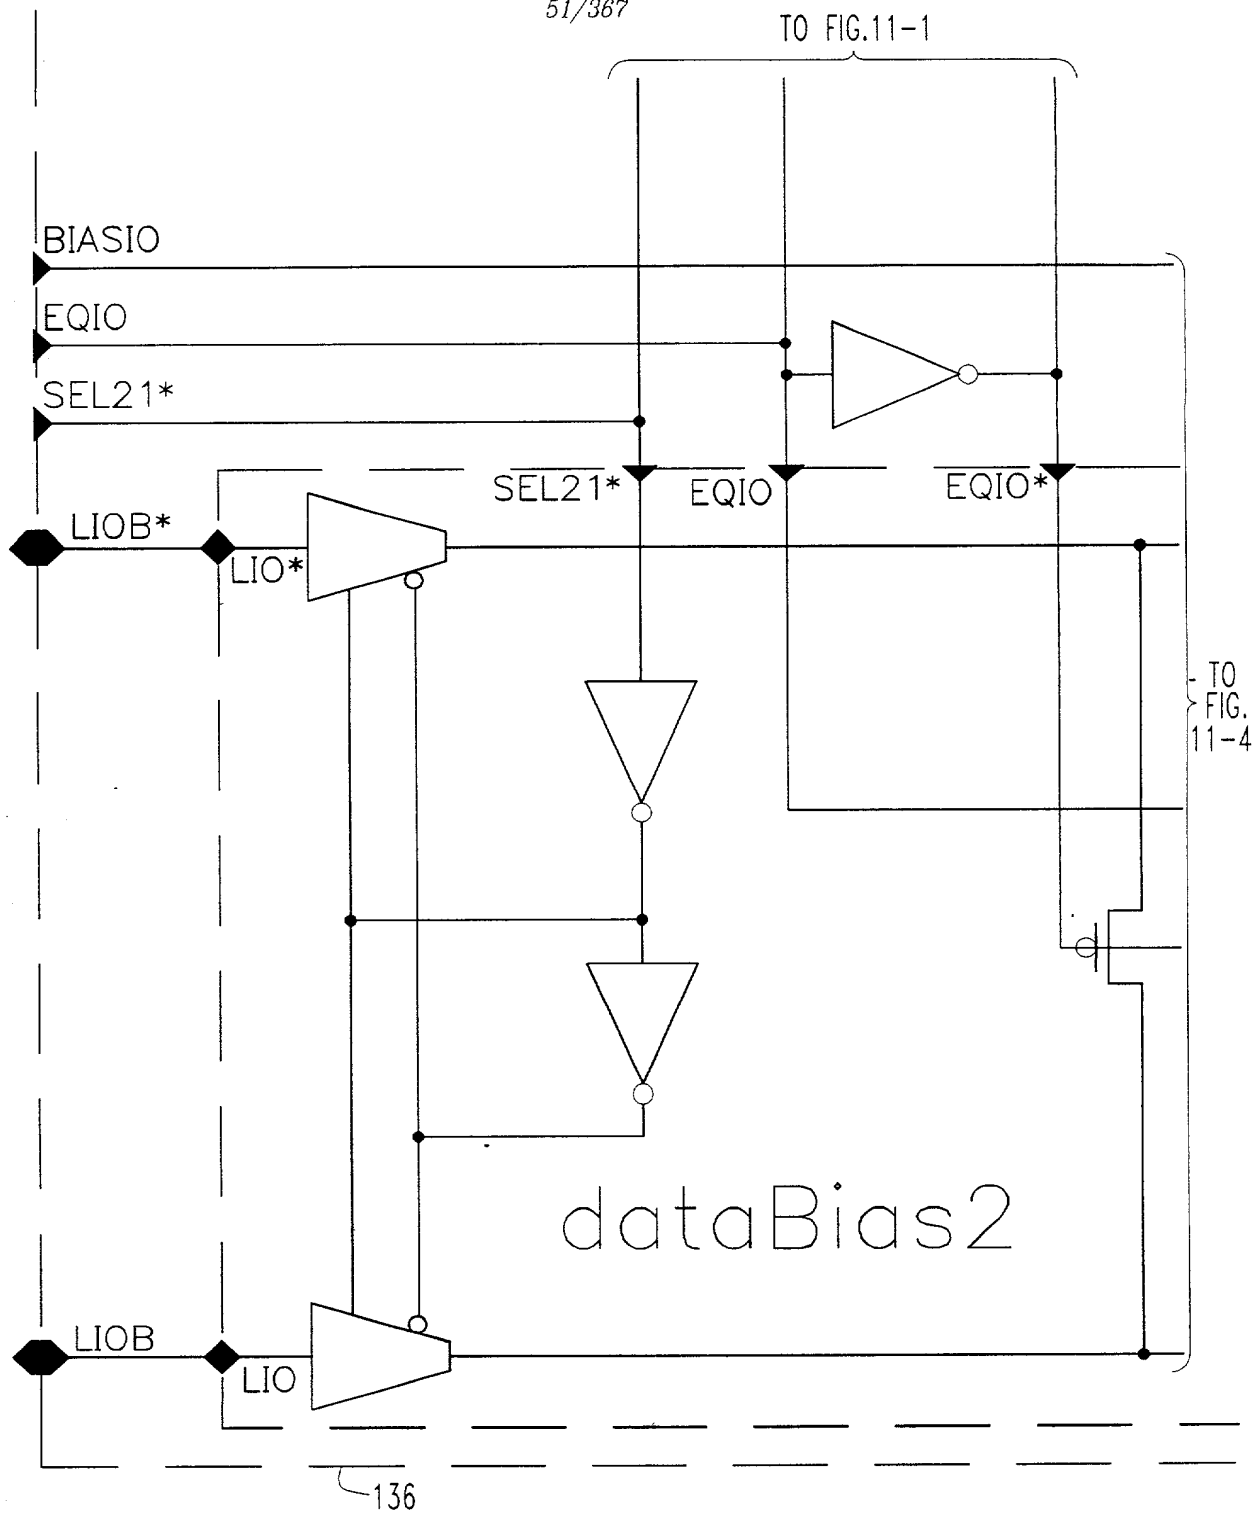 51/367
TO FIG.11-1
BIASIO
EQIO
SEL21*
SEL21*
EQIO
EQIO*
LIOB*
LIO*
TO
FIG.
11-4
dataBias2
LIOB
LIO
136